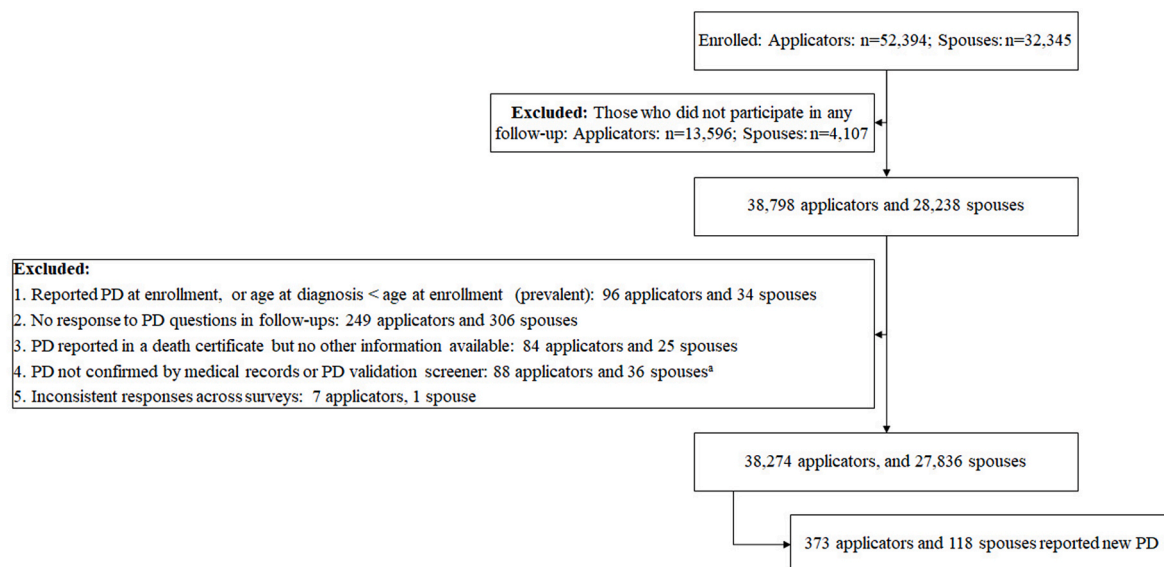 Enrolled: Applicators: n=52,394; Spouses: n=32,345
Excluded: Those who did not participate in any
follow-up: Applicators: n=13,596; Spouses: n=4,107
38,798 applicators and 28,238 spouses
Excluded:
1. Reported PD at enrollment, or age at diagnosis < age at enrollment (prevalent): 96 applicators and 34 spouses
2. No response to PD questions in follow-ups: 249 applicators and 306 spouses
3. PD reported in a death certificate but no other information available: 84 applicators and 25 spouses
4. PD not confirmed by medical records or PD validation screener: 88 applicators and 36 spousesᵃ
5. Inconsistent responses across surveys: 7 applicators, 1 spouse
38,274 applicators, and 27,836 spouses
373 applicators and 118 spouses reported new PD